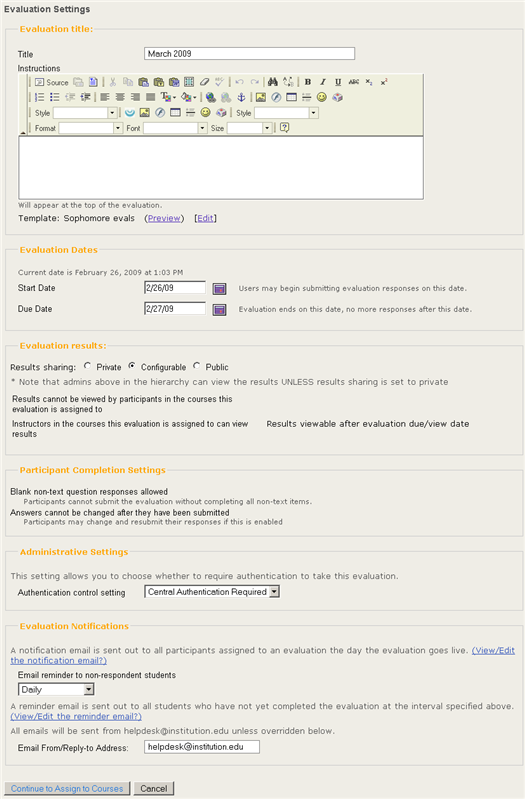 Evaluation Settings
Evaluation title:
Title March 2009
Instructions
Source
B I U ABC x₂ x²
Style Style
Format Font Size
Will appear at the top of the evaluation.
Template: Sophomore evals (Preview) [Edit]
Evaluation Dates
Current date is February 26, 2009 at 1:03 PM
Start Date 2/26/09 Users may begin submitting evaluation responses on this date.
Due Date 2/27/09 Evaluation ends on this date, no more responses after this date.
Evaluation results:
Results sharing: Private Configurable Public
* Note that admins above in the hierarchy can view the results UNLESS results sharing is set to private
Results cannot be viewed by participants in the courses this
evaluation is assigned to
Instructors in the courses this evaluation is assigned to can view Results viewable after evaluation due/view date
results
Participant Completion Settings
Blank non-text question responses allowed
Participants cannot submit the evaluation without completing all non-text items.
Answers cannot be changed after they have been submitted
Participants may change and resubmit their responses if this is enabled
Administrative Settings
This setting allows you to choose whether to require authentication to take this evaluation.
Authentication control setting Central Authentication Required
Evaluation Notifications
A notification email is sent out to all participants assigned to an evaluation the day the evaluation goes live. (View/Edit
the notification email?)
Email reminder to non-respondent students
Daily
A reminder email is sent out to all students who have not yet completed the evaluation at the interval specified above.
(View/Edit the reminder email?)
All emails will be sent from helpdesk@institution.edu unless overridden below.
Email From/Reply-to Address: helpdesk@institution.edu
Continue to Assign to Courses Cancel